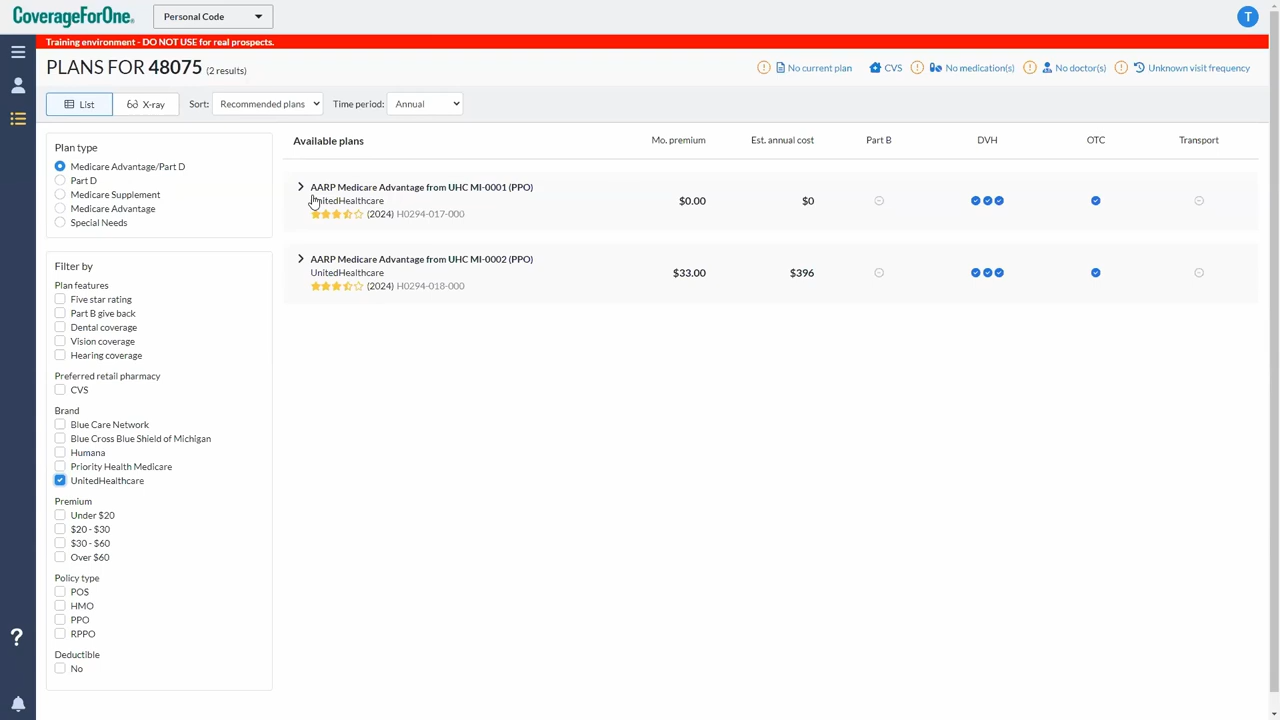 CoverageForOne.
Personal Code
T
Training environment - DO NOT USE for real prospects.
PLANS FOR 48075 (2 results)
No current plan
CVS
No medication(s)
No doctor(s)
Unknown visit frequency
List
X-ray
Sort: Recommended plans
Time period: Annual
Plan type
Medicare Advantage/Part D
Part D
Medicare Supplement
Medicare Advantage
Special Needs
Filter by
Plan features
Five star rating
Part B give back
Dental coverage
Vision coverage
Hearing coverage
Preferred retail pharmacy
CVS
Brand
Blue Care Network
Blue Cross Blue Shield of Michigan
Humana
Priority Health Medicare
UnitedHealthcare
Premium
Under $20
$20 - $30
$30 - $60
Over $60
Policy type
POS
HMO
PPO
RPPO
Deductible
No
Available plans Mo. premium Est. annual cost Part B DVH OTC Transport
AARP Medicare Advantage from UHC MI-0001 (PPO)
UnitedHealthcare $0.00 $0
(2024) H0294-017-000
AARP Medicare Advantage from UHC MI-0002 (PPO)
UnitedHealthcare $33.00 $396
(2024) H0294-018-000
?